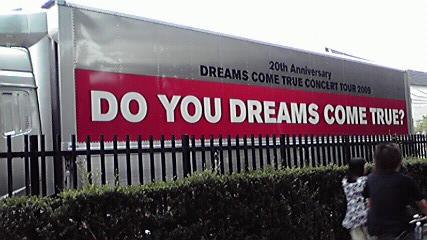 20th Anniversary
DREAMS COME TRUE CONCERT TOUR 2009
DO YOU DREAMS COME TRUE?